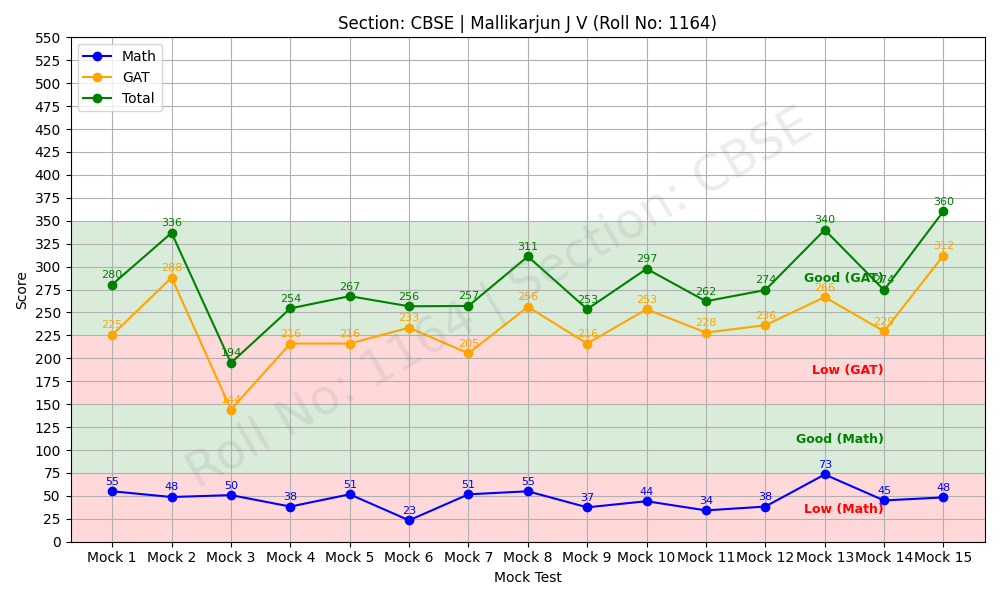 Section: CBSE | Mallikarjun J V (Roll No: 1164)
Math
GAT
Total
Score
550
525
500
475
450
425
400
375
350
325
300
275
250
225
200
175
150
125
100
75
50
25
0
280 336 194 254 267 256 257 311 253 297 262 274 340 274 360
225 288 144 216 216 233 205 256 216 253 228 236 266 229 312
55 48 50 38 51 23 51 55 37 44 34 38 73 45 48
Good (GAT)
Low (GAT)
Good (Math)
Low (Math)
Roll No: 1164 | Section: CBSE
Mock 1 Mock 2 Mock 3 Mock 4 Mock 5 Mock 6 Mock 7 Mock 8 Mock 9 Mock 10 Mock 11 Mock 12 Mock 13 Mock 14 Mock 15
Mock Test